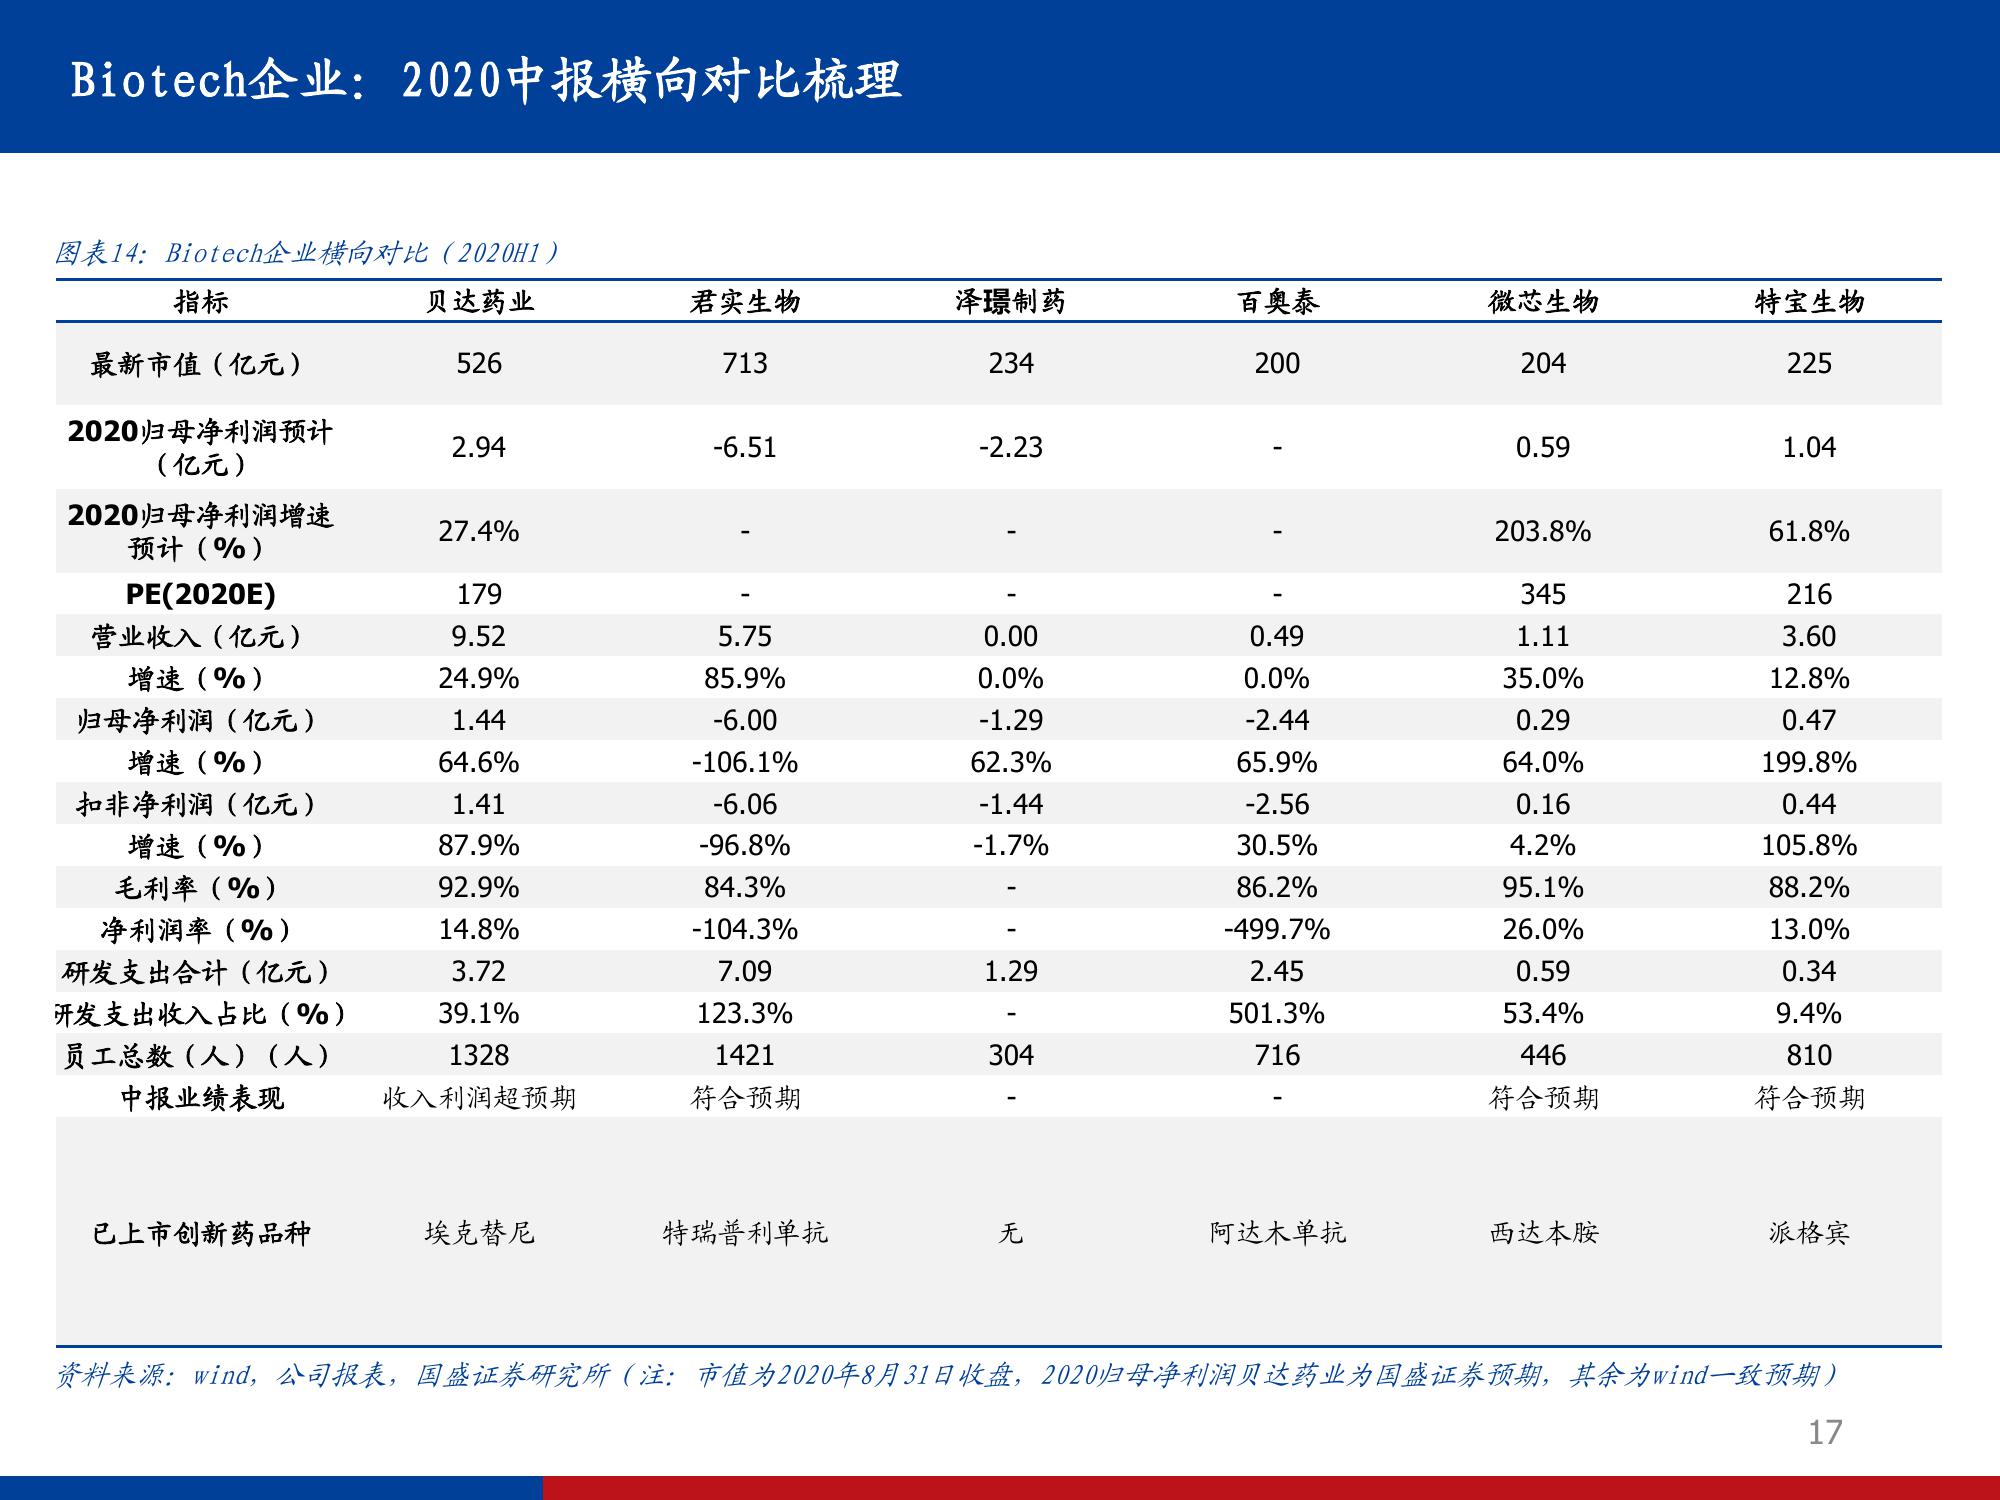 Biotech企业：2020中报横向对比梳理
图表14：Biotech企业横向对比（2020H1）
指标 贝达药业 君实生物 泽璟制药 百奥泰 微芯生物 特宝生物
最新市值（亿元） 526 713 234 200 204 225
2020归母净利润预计
（亿元） 2.94 -6.51 -2.23 - 0.59 1.04
2020归母净利润增速
预计（%） 27.4% - - - 203.8% 61.8%
PE(2020E) 179 - - - 345 216
营业收入（亿元） 9.52 5.75 0.00 0.49 1.11 3.60
增速（%） 24.9% 85.9% 0.0% 0.0% 35.0% 12.8%
归母净利润（亿元） 1.44 -6.00 -1.29 -2.44 0.29 0.47
增速（%） 64.6% -106.1% 62.3% 65.9% 64.0% 199.8%
扣非净利润（亿元） 1.41 -6.06 -1.44 -2.56 0.16 0.44
增速（%） 87.9% -96.8% -1.7% 30.5% 4.2% 105.8%
毛利率（%） 92.9% 84.3% - 86.2% 95.1% 88.2%
净利润率（%） 14.8% -104.3% - -499.7% 26.0% 13.0%
研发支出合计（亿元） 3.72 7.09 1.29 2.45 0.59 0.34
研发支出收入占比（%） 39.1% 123.3% - 501.3% 53.4% 9.4%
员工总数（人）（人） 1328 1421 304 716 446 810
中报业绩表现 收入利润超预期 符合预期 - - 符合预期 符合预期
已上市创新药品种 埃克替尼 特瑞普利单抗 无 阿达木单抗 西达本胺 派格宾
资料来源：wind，公司报表，国盛证券研究所（注：市值为2020年8月31日收盘，2020归母净利润贝达药业为国盛证券预期，其余为wind一致预期）
17